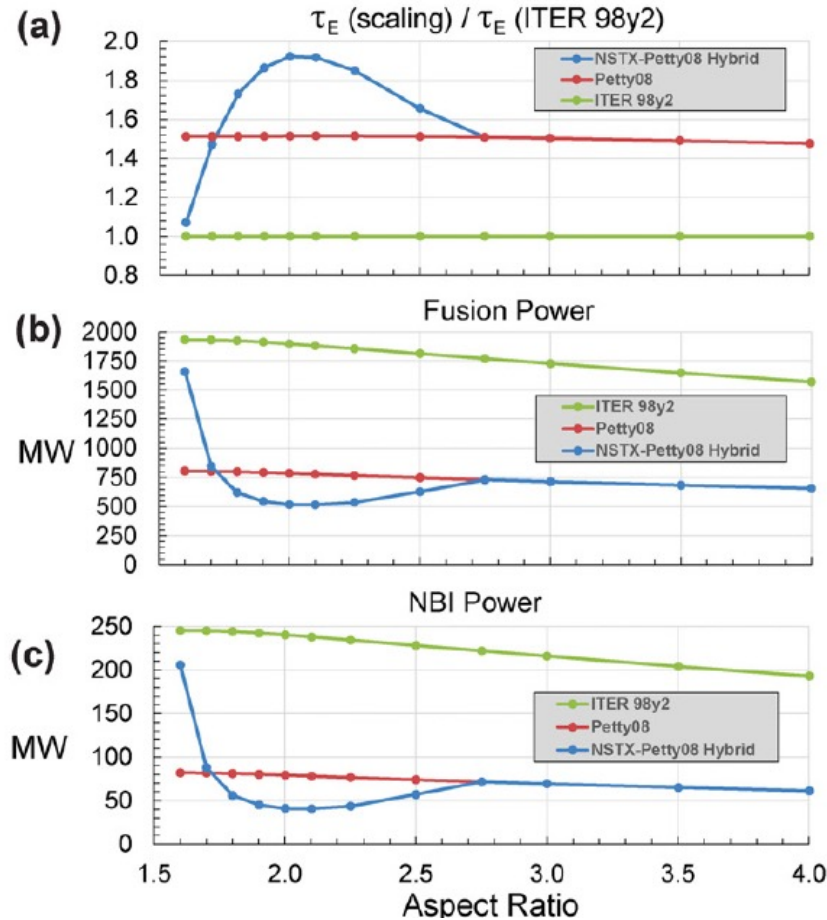 (a)
τE (scaling) / τE (ITER 98y2)
2.0
1.8
1.6
1.4
1.2
1.0
0.8
NSTX-Petty08 Hybrid
Petty08
ITER 98y2
(b)
Fusion Power
MW
2000
1750
1500
1250
1000
750
500
250
0
ITER 98y2
Petty08
NSTX-Petty08 Hybrid
(c)
NBI Power
MW
250
200
150
100
50
0
ITER 98y2
Petty08
NSTX-Petty08 Hybrid
1.5 2.0 2.5 3.0 3.5 4.0
Aspect Ratio